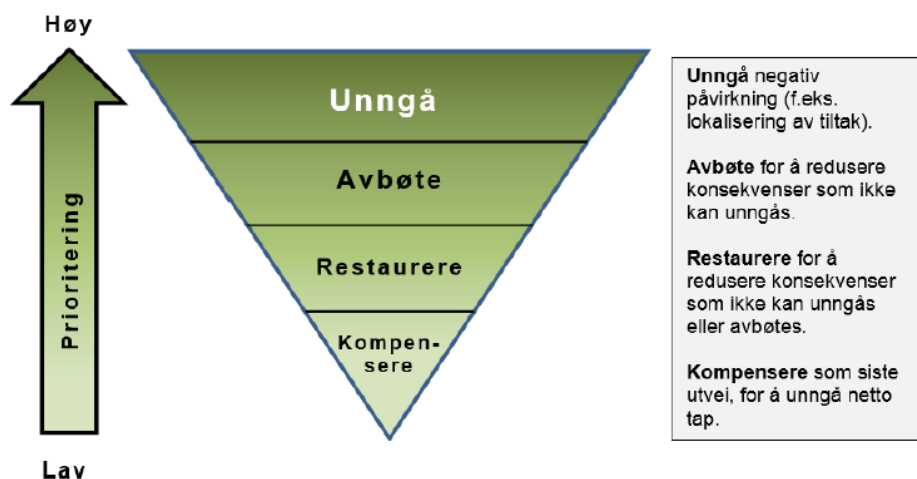 Høy
Prioritering
Lav
Unngå
Avbøte
Restaurere
Kompen-
sere
Unngå negativ
påvirkning (f.eks.
lokalisering av tiltak).
Avbøte for å redusere
konsekvenser som ikke
kan unngås.
Restaurere for å
redusere konsekvenser
som ikke kan unngås
eller avbøtes.
Kompensere som siste
utvei, for å unngå netto
tap.